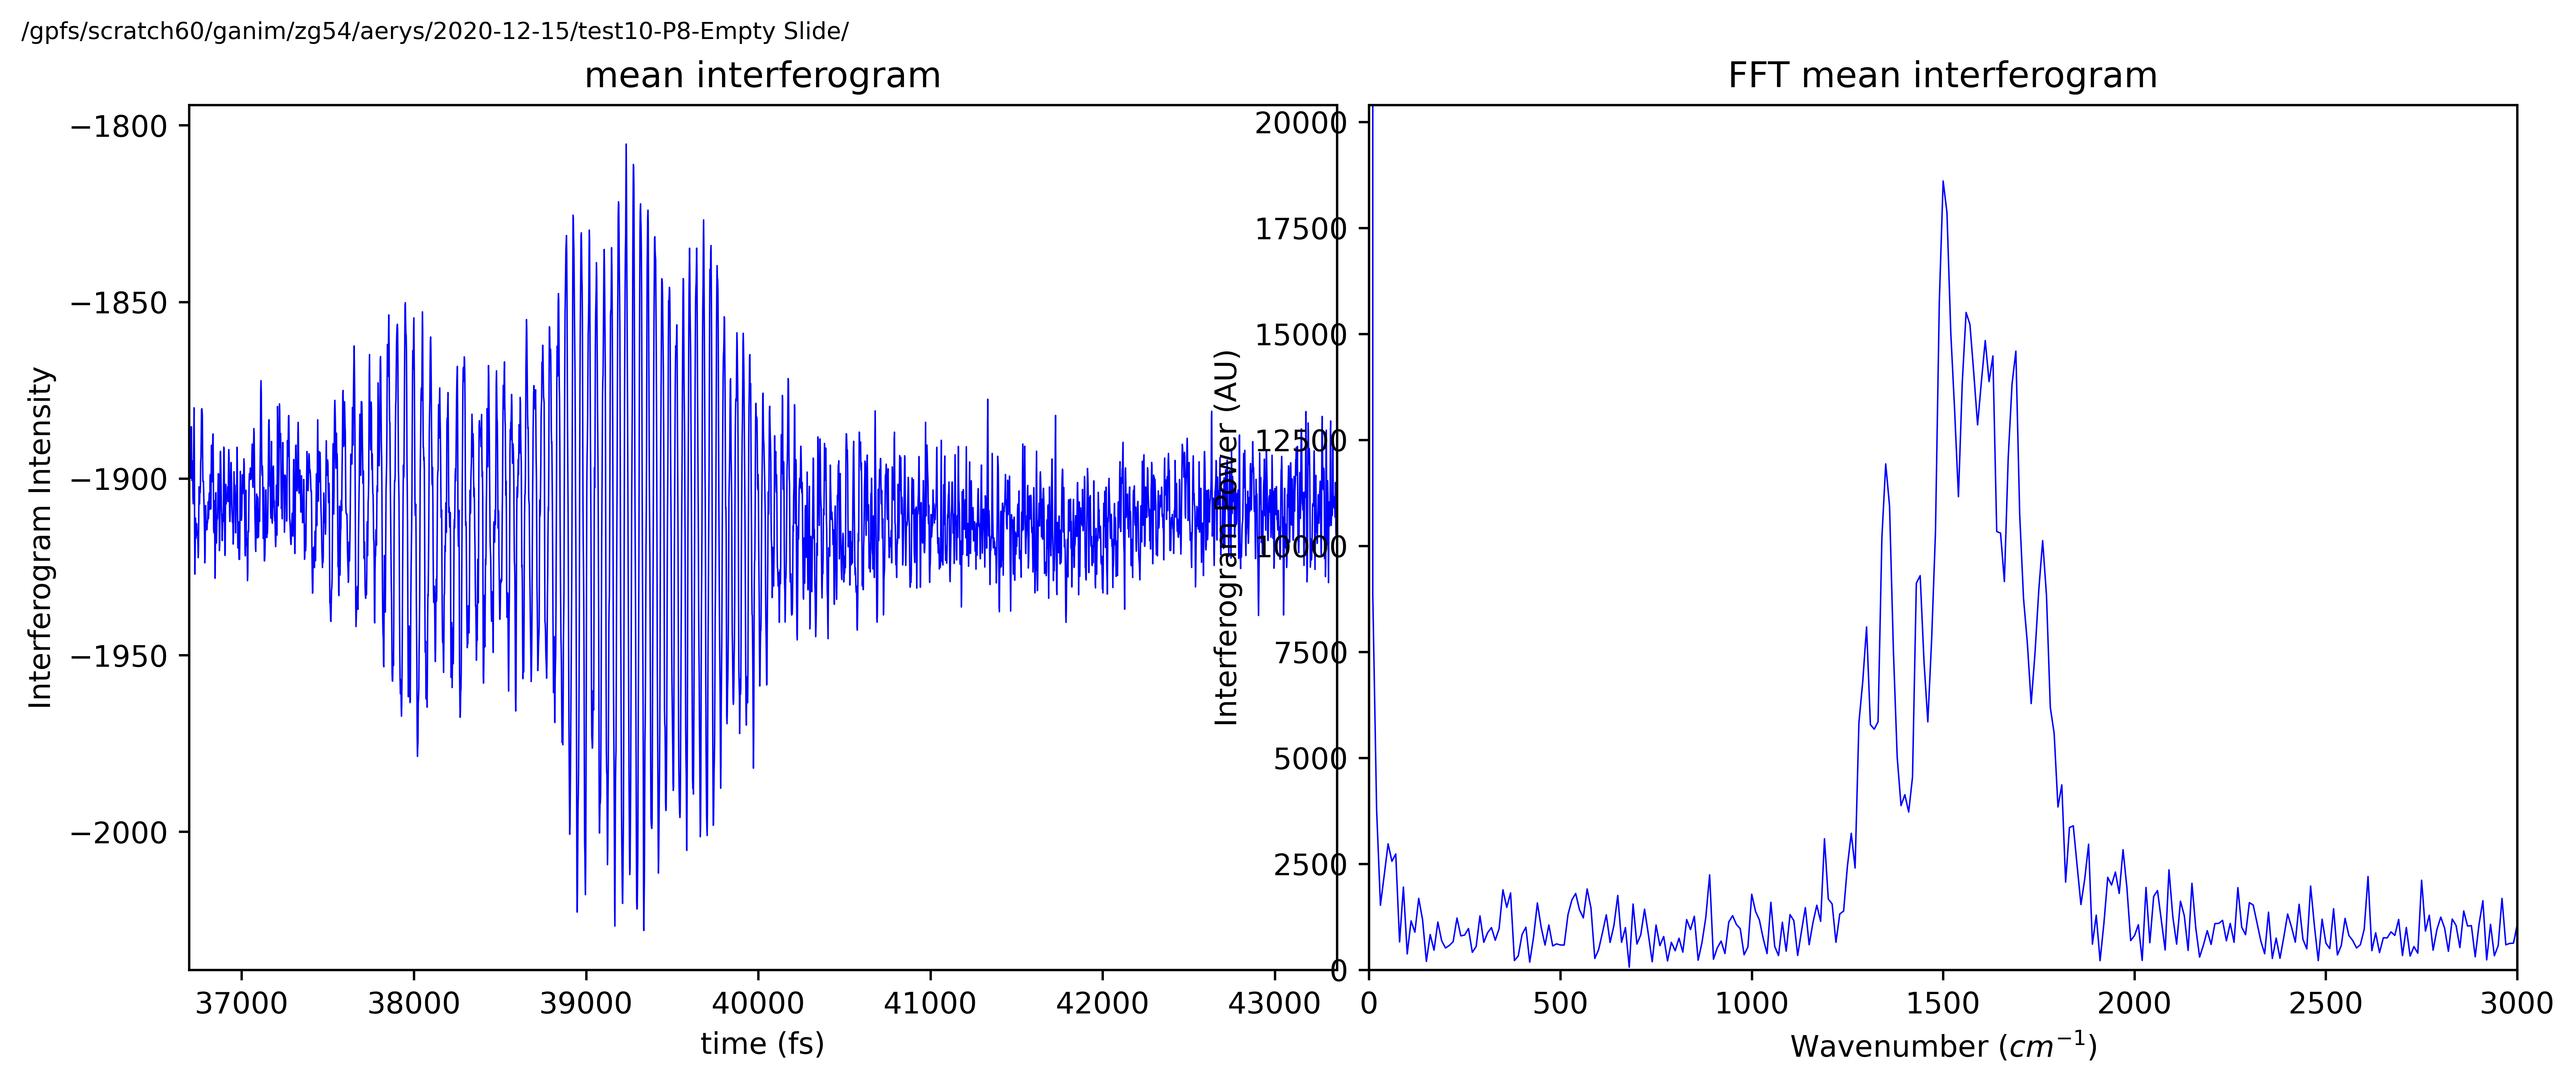 /gpfs/scratch60/ganim/zg54/aerys/2020-12-15/test10-P8-Empty Slide/
mean interferogram
Interferogram Intensity
−1800
−1850
−1900
−1950
−2000
37000 38000 39000 40000 41000 42000 43000
time (fs)
FFT mean interferogram
Interferogram Power (AU)
20000
17500
15000
12500
10000
7500
5000
2500
0
0 500 1000 1500 2000 2500 3000
Wavenumber (cm⁻¹)